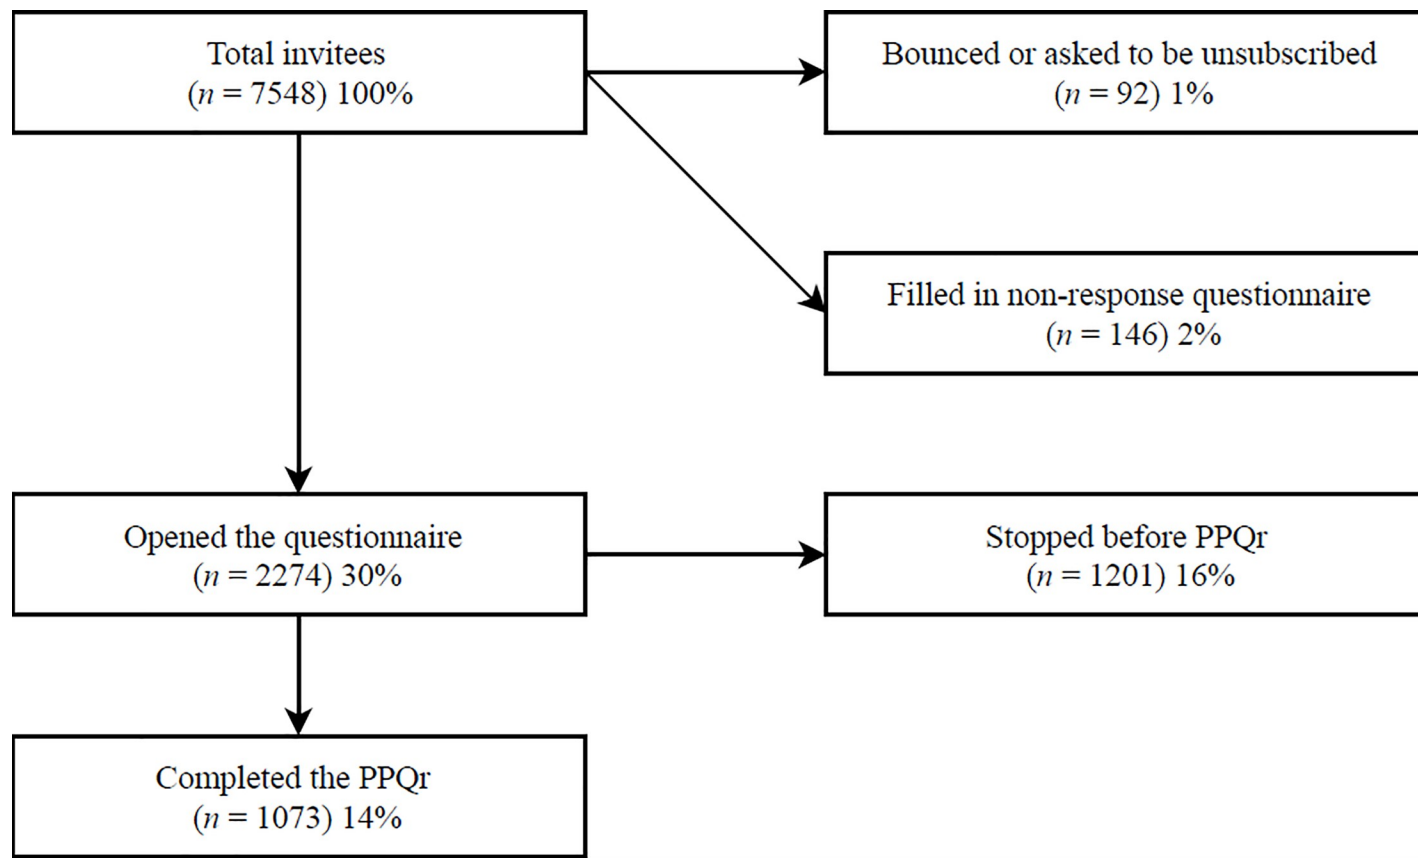 Total invitees
(n = 7548) 100%
Bounced or asked to be unsubscribed
(n = 92) 1%
Filled in non-response questionnaire
(n = 146) 2%
Opened the questionnaire
(n = 2274) 30%
Stopped before PPQr
(n = 1201) 16%
Completed the PPQr
(n = 1073) 14%